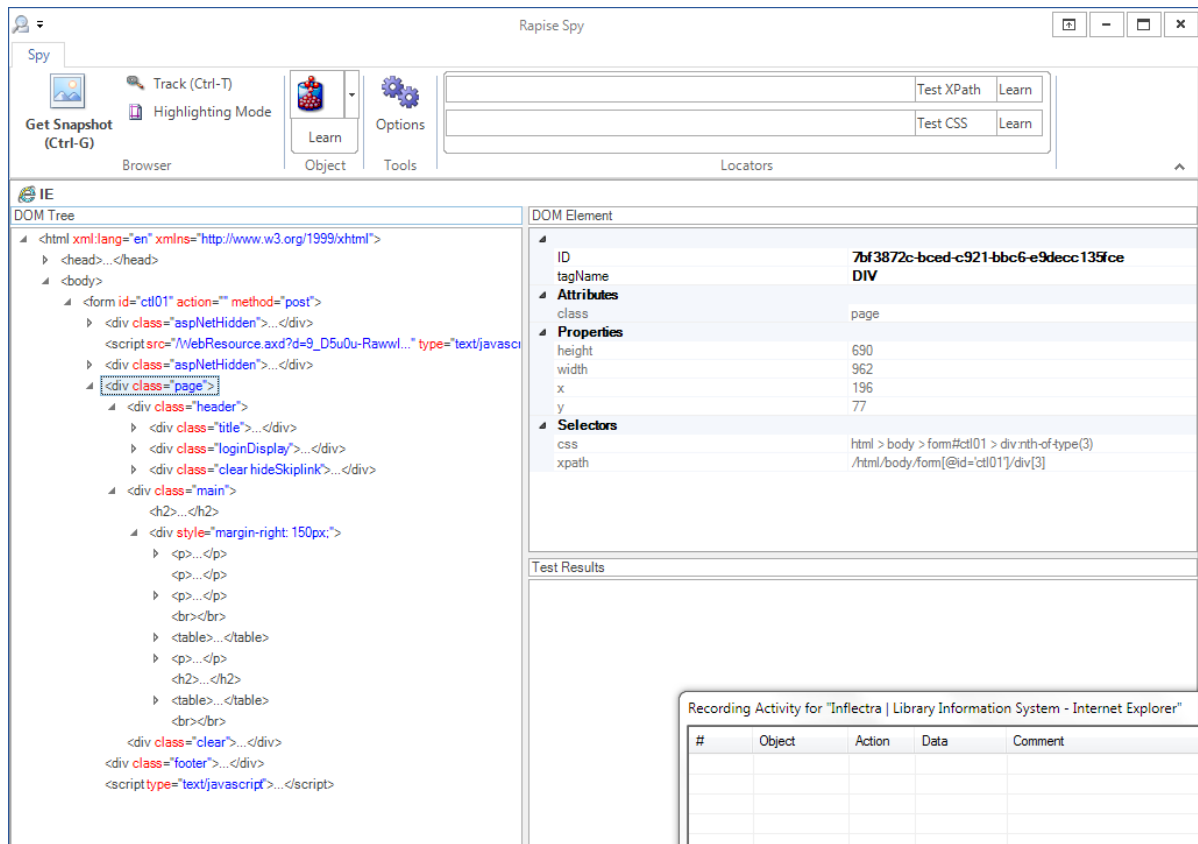 Rapise Spy
Spy
Get Snapshot
(Ctrl-G)
Track (Ctrl-T)
Highlighting Mode
Browser
Learn
Object
Options
Tools
Test XPath Learn
Test CSS Learn
Locators
IE
DOM Tree
<html xml:lang="en" xmlns="http://www.w3.org/1999/xhtml">
<head>...</head>
<body>
<form id="ctl01" action="" method="post">
<div class="aspNetHidden">...</div>
<script src="/WebResource.axd?d=9_D5u0u-Rawwl..." type="text/javascr
<div class="aspNetHidden">...</div>
<div class="page">
<div class="header">
<div class="title">...</div>
<div class="loginDisplay">...</div>
<div class="clear hideSkiplink">...</div>
<div class="main">
<h2>...</h2>
<div style="margin-right: 150px;">
<p>...</p>
<p>...</p>
<p>...</p>
<br></br>
<table>...</table>
<p>...</p>
<h2>...</h2>
<table>...</table>
<br></br>
<div class="clear">...</div>
<div class="footer">...</div>
<script type="text/javascript">...</script>
DOM Element
ID 7bf3872c-bced-c921-bbc6-e9decc135fce
tagName DIV
Attributes
class page
Properties
height 690
width 962
x 196
y 77
Selectors
css html > body > form#ctl01 > div:nth-of-type(3)
xpath /html/body/form[@id='ctl01']/div[3]
Test Results
Recording Activity for "Inflectra | Library Information System - Internet Explorer"
# Object Action Data Comment